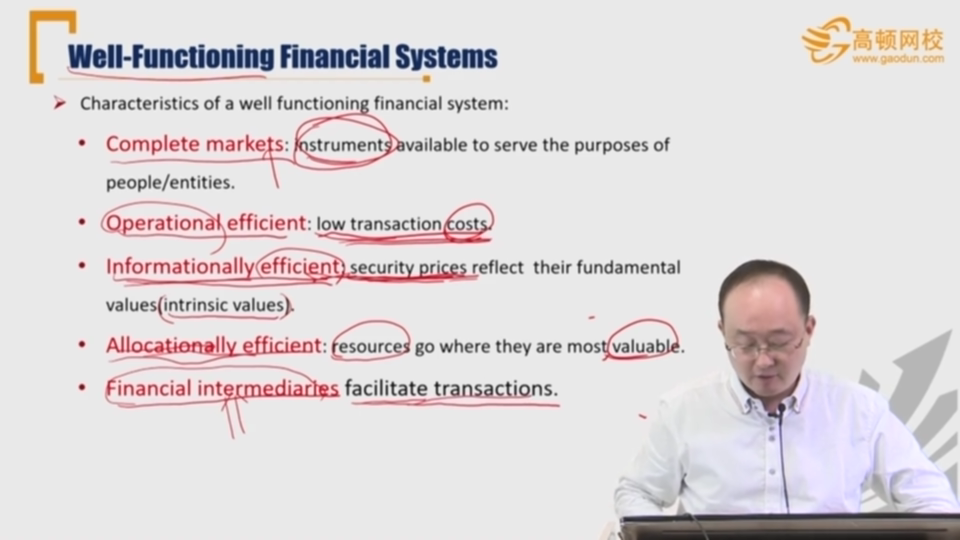 Well-Functioning Financial Systems
高顿网校
www.gaodun.com
Characteristics of a well functioning financial system:
Complete markets: instruments available to serve the purposes of
people/entities.
Operational efficient: low transaction costs.
Informationally efficient: security prices reflect their fundamental
values(intrinsic values).
Allocationally efficient: resources go where they are most valuable.
Financial intermediaries facilitate transactions.